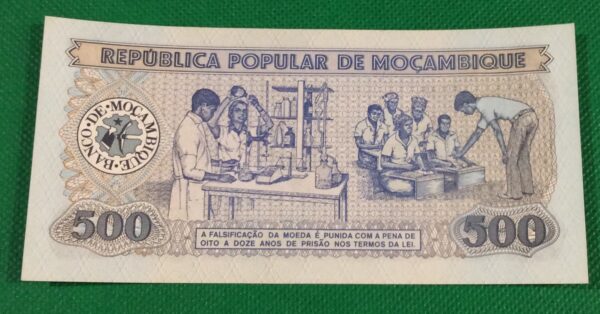 REPÚBLICA POPULAR DE MOÇAMBIQUE
BANCO·DE·MOÇAMBIQUE
500
A FALSIFICAÇÃO DA MOEDA É PUNIDA COM A PENA DE
OITO A DOZE ANOS DE PRISÃO NOS TERMOS DA LEI.
500